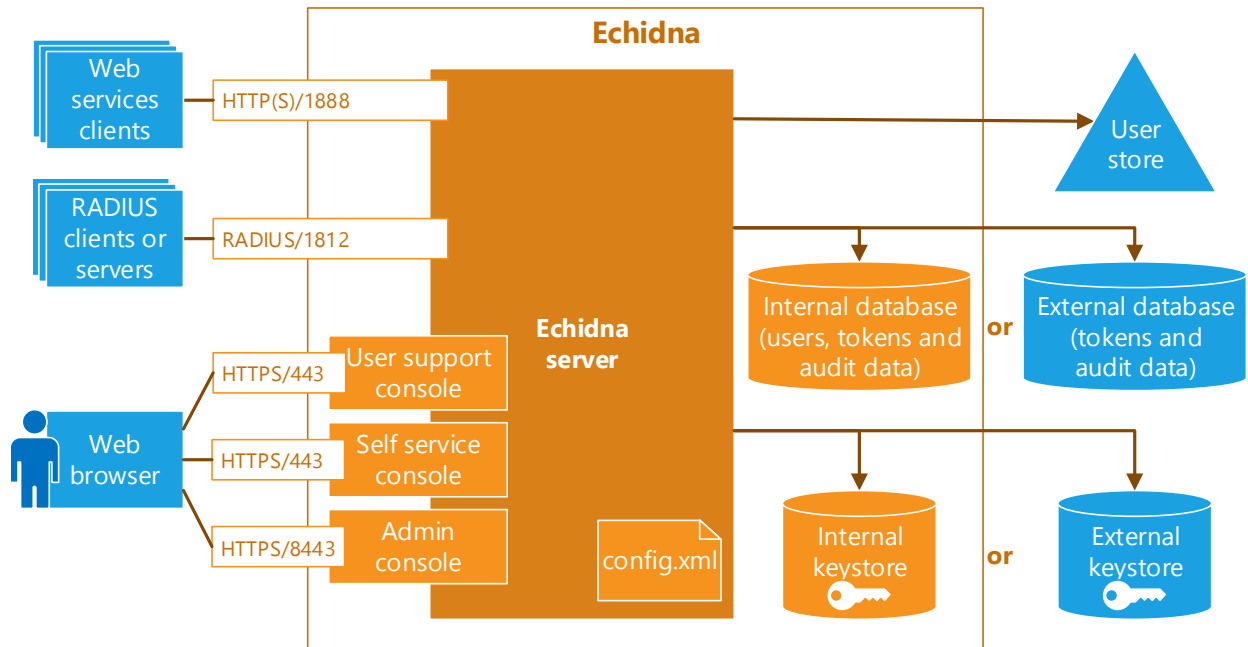 Echidna
Web
services
clients
HTTP(S)/1888
User
store
RADIUS
clients or
servers
RADIUS/1812
Echidna
server
Internal database
(users, tokens and
audit data)
or
External database
(tokens and
audit data)
User support
console
HTTPS/443
Web
browser
HTTPS/443
Self service
console
HTTPS/8443
Admin
console
config.xml
Internal
keystore
or
External
keystore